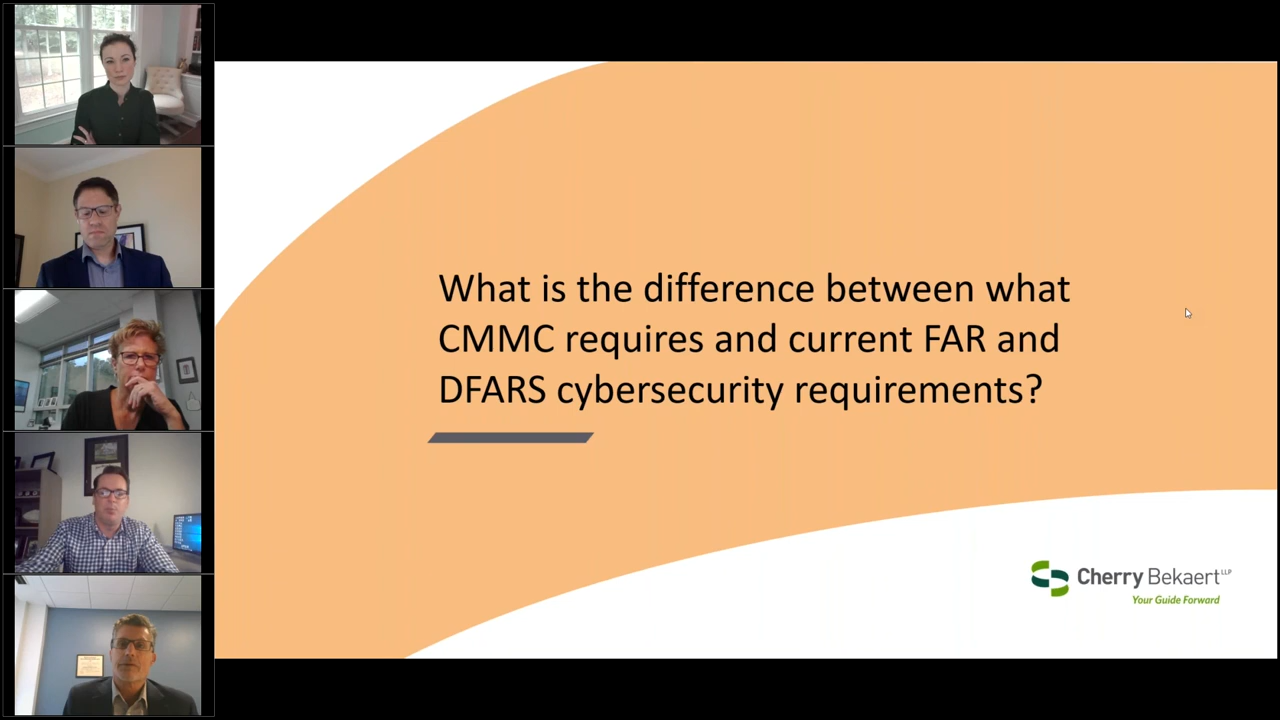 What is the difference between what
CMMC requires and current FAR and
DFARS cybersecurity requirements?
Cherry Bekaert LLP
Your Guide Forward